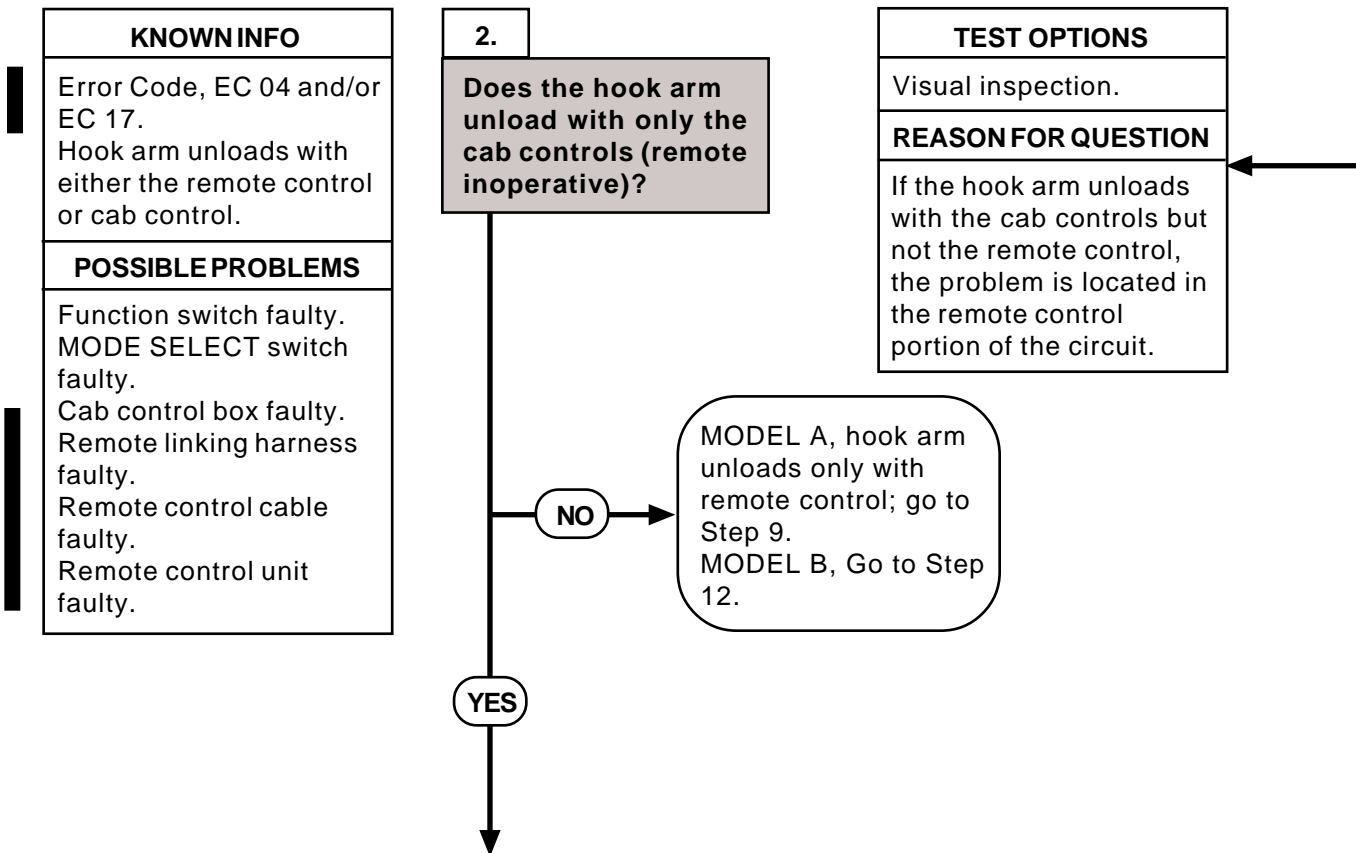 KNOWN INFO
Error Code, EC 04 and/or
EC 17.
Hook arm unloads with
either the remote control
or cab control.
POSSIBLE PROBLEMS
Function switch faulty.
MODE SELECT switch
faulty.
Cab control box faulty.
Remote linking harness
faulty.
Remote control cable
faulty.
Remote control unit
faulty.
2.
Does the hook arm
unload with only the
cab controls (remote
inoperative)?
NO
MODEL A, hook arm
unloads only with
remote control; go to
Step 9.
MODEL B, Go to Step
12.
YES
TEST OPTIONS
Visual inspection.
REASON FOR QUESTION
If the hook arm unloads
with the cab controls but
not the remote control,
the problem is located in
the remote control
portion of the circuit.